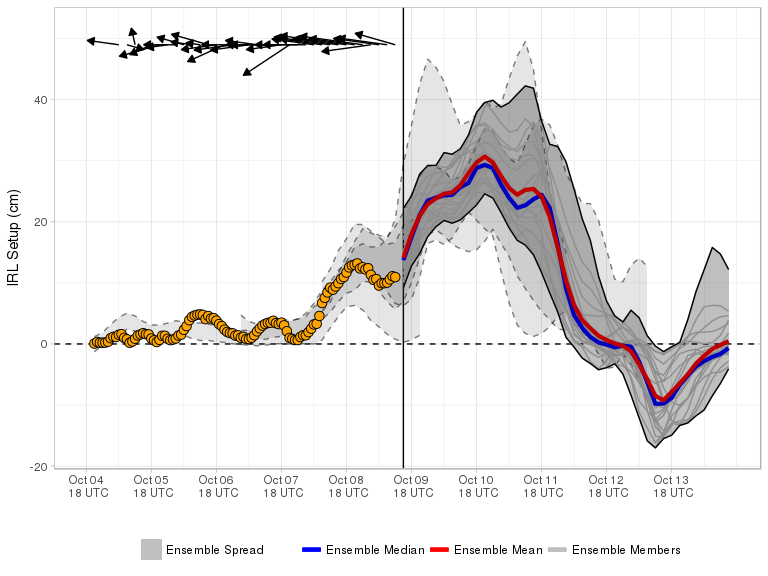 IRL Setup (cm)
40
20
0
-20
Oct 04 Oct 05 Oct 06 Oct 07 Oct 08 Oct 09 Oct 10 Oct 11 Oct 12 Oct 13
18 UTC 18 UTC 18 UTC 18 UTC 18 UTC 18 UTC 18 UTC 18 UTC 18 UTC 18 UTC
Ensemble Spread Ensemble Median Ensemble Mean Ensemble Members